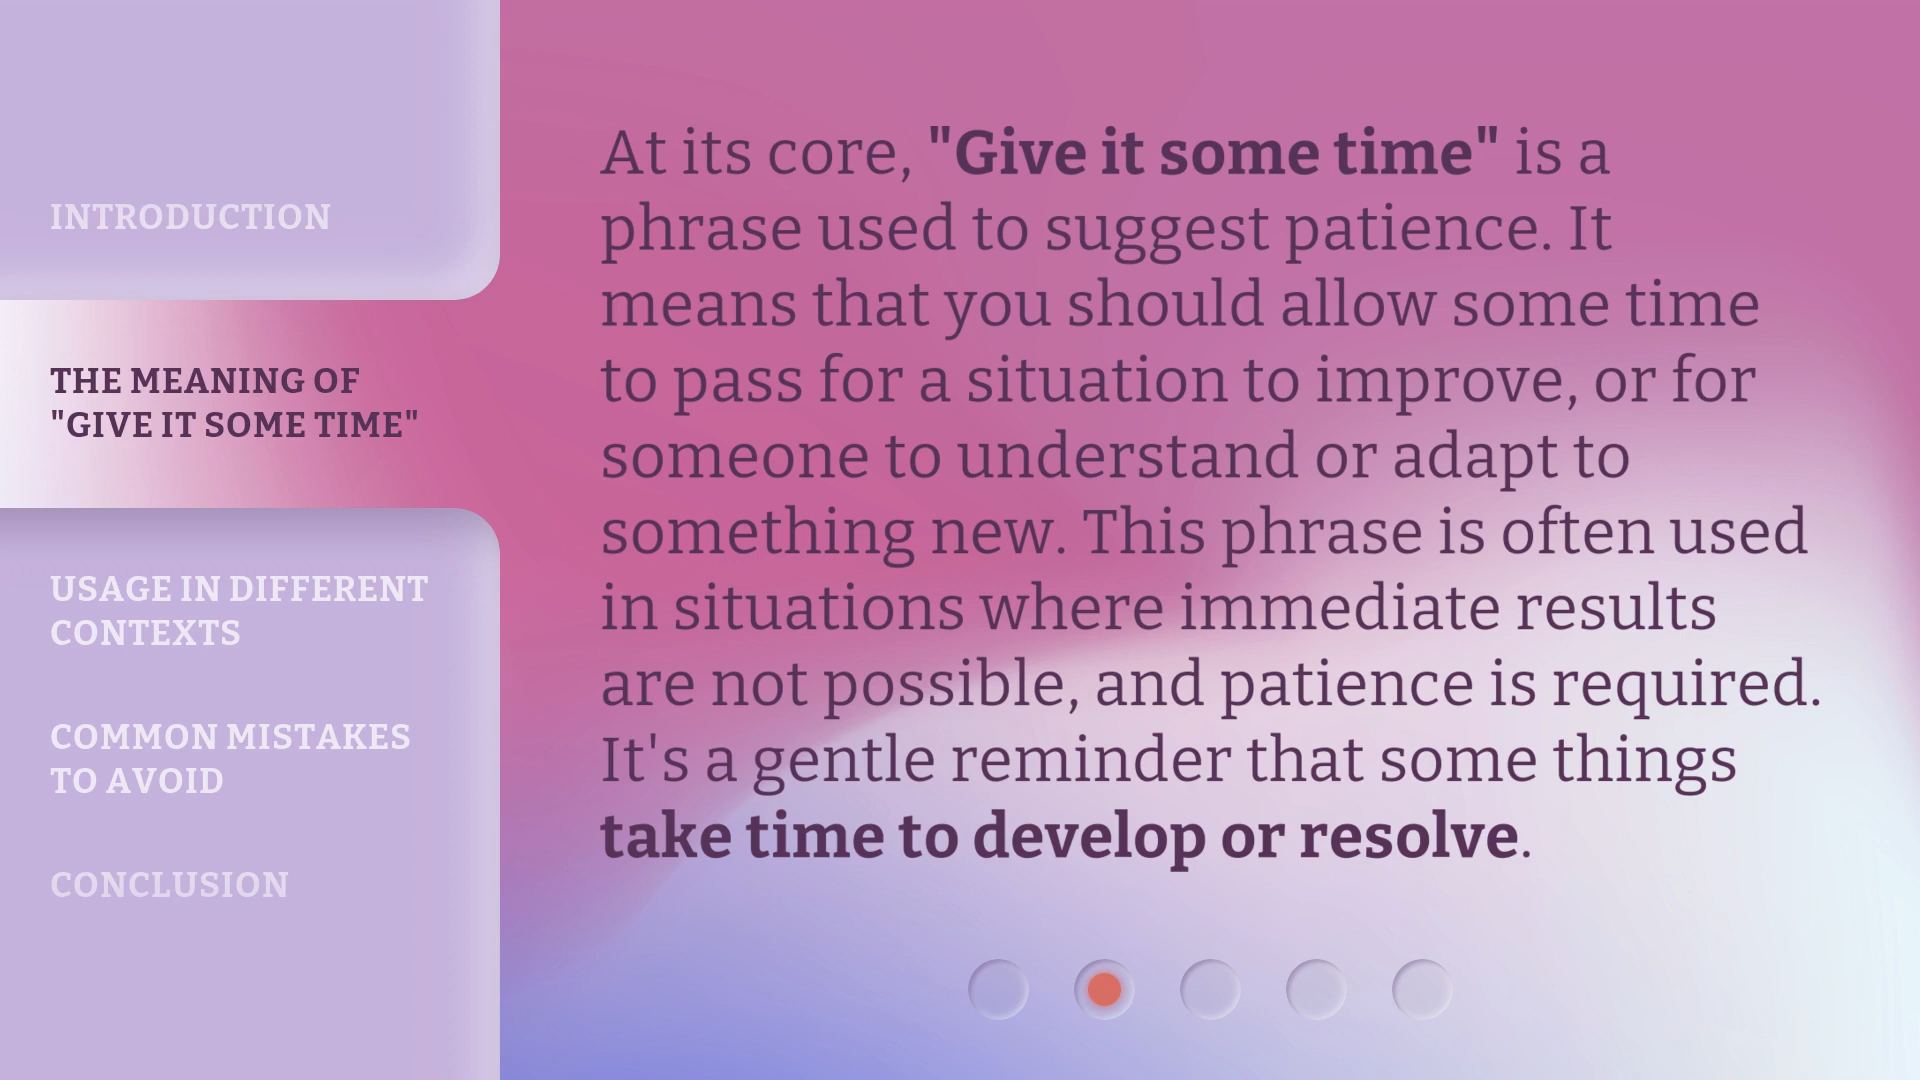 INTRODUCTION
THE MEANING OF
"GIVE IT SOME TIME"
USAGE IN DIFFERENT
CONTEXTS
COMMON MISTAKES
TO AVOID
CONCLUSION
At its core, "Give it some time" is a
phrase used to suggest patience. It
means that you should allow some time
to pass for a situation to improve, or for
someone to understand or adapt to
something new. This phrase is often used
in situations where immediate results
are not possible, and patience is required.
It's a gentle reminder that some things
take time to develop or resolve.